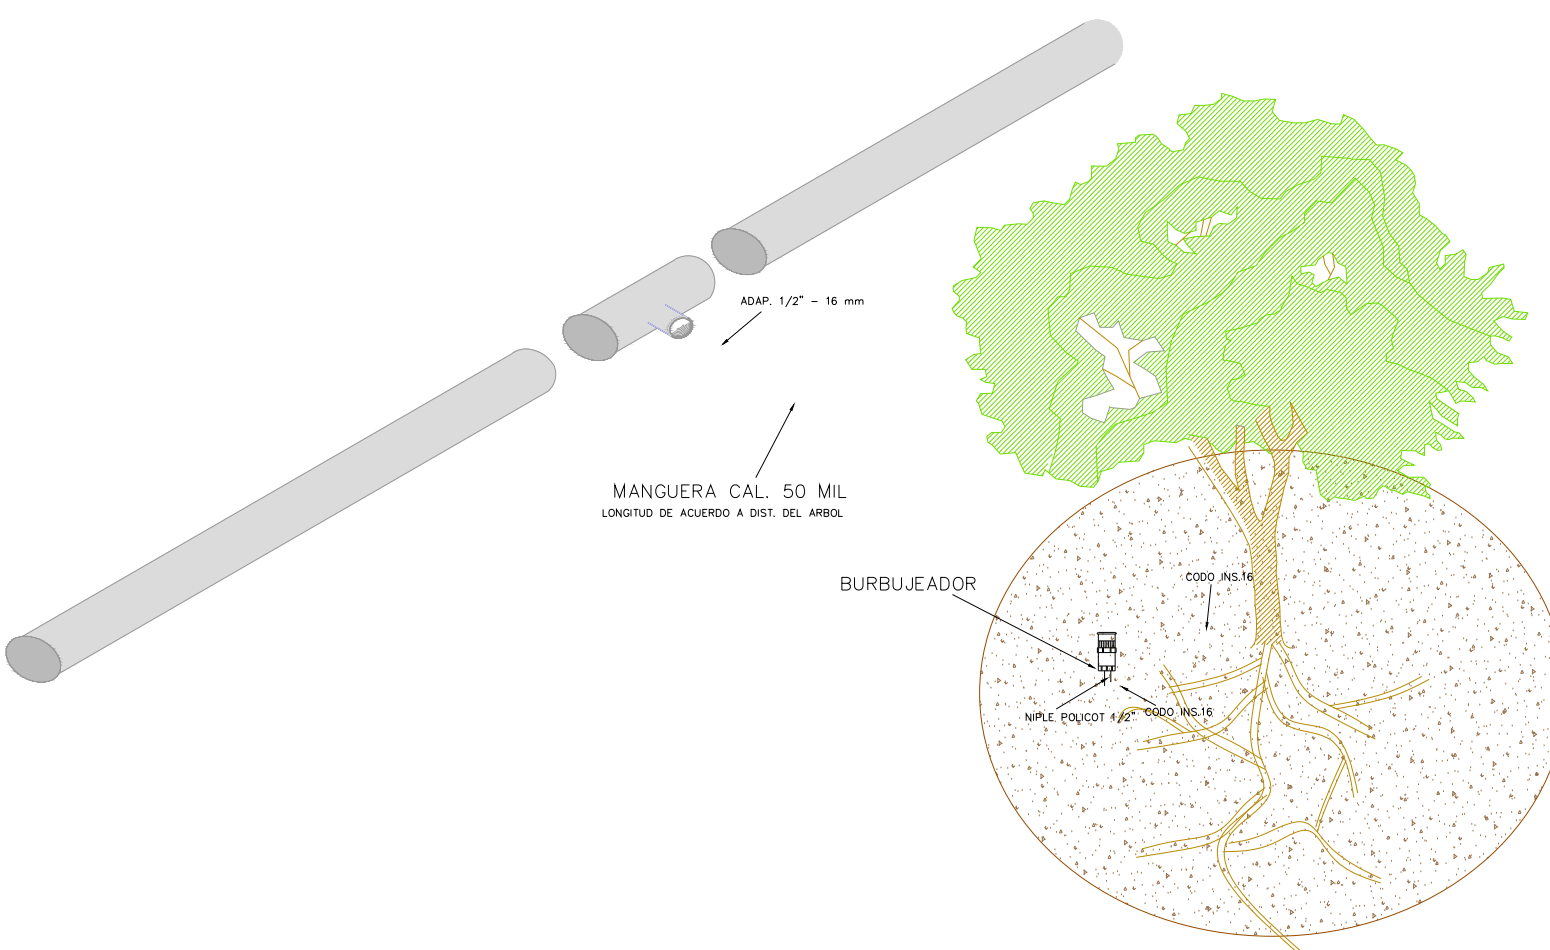 ADAP. 1/2" - 16 mm
MANGUERA CAL. 50 MIL
LONGITUD DE ACUERDO A DIST. DEL ARBOL
BURBUJEADOR
CODO INS.16
NIPLE POLICOT 1/2"
CODO INS.16